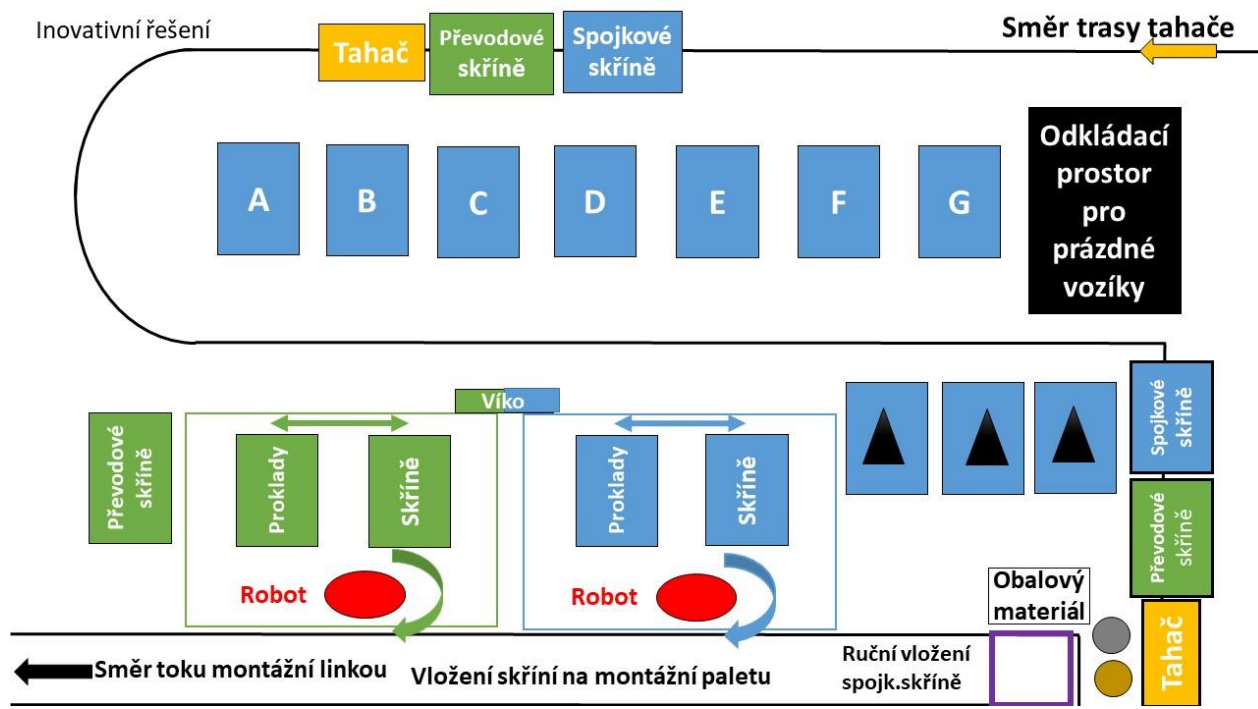 Inovativní řešení
Směr trasy tahače
Tahač
Převodové
skříně
Spojkové
skříně
A
B
C
D
E
F
G
Odkládací
prostor
pro
prázdné
vozíky
Víko
Převodové
skříně
Proklady
Skříně
Proklady
Skříně
Spojkové
skříně
Převodové
skříně
Robot
Robot
Obalový
materiál
Tahač
Směr toku montážní linkou
Vložení skříní na montážní paletu
Ruční vložení
spojk.skříně